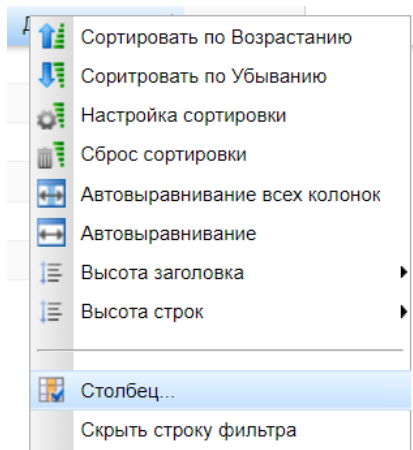 Сортировать по Возрастанию
Соритровать по Убыванию
Настройка сортировки
Сброс сортировки
Автовыравнивание всех колонок
Автовыравнивание
Высота заголовка
Высота строк
Столбец...
Скрыть строку фильтра